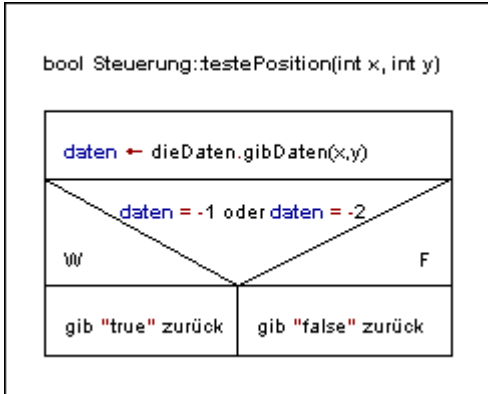 bool Steuerung::testePosition(int x, int y)
daten ← dieDaten.gibDaten(x,y)
daten = -1 oder daten = -2
W
F
gib "true" zurück
gib "false" zurück